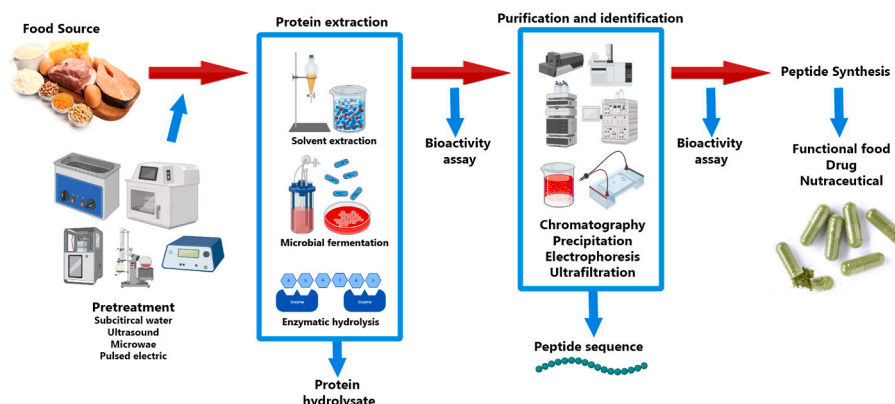 Food Source
Pretreatment
Subcitircal water
Ultrasound
Microwae
Pulsed electric
Protein extraction
Solvent extraction
Microbial fermentation
Enzyme
Enzyme
Enzymatic hydrolysis
Protein
hydrolysate
Bioactivity
assay
Purification and identification
Chromatography
Precipitation
Electrophoresis
Ultrafiltration
Peptide sequence
Bioactivity
assay
Peptide Synthesis
Functional food
Drug
Nutraceutical